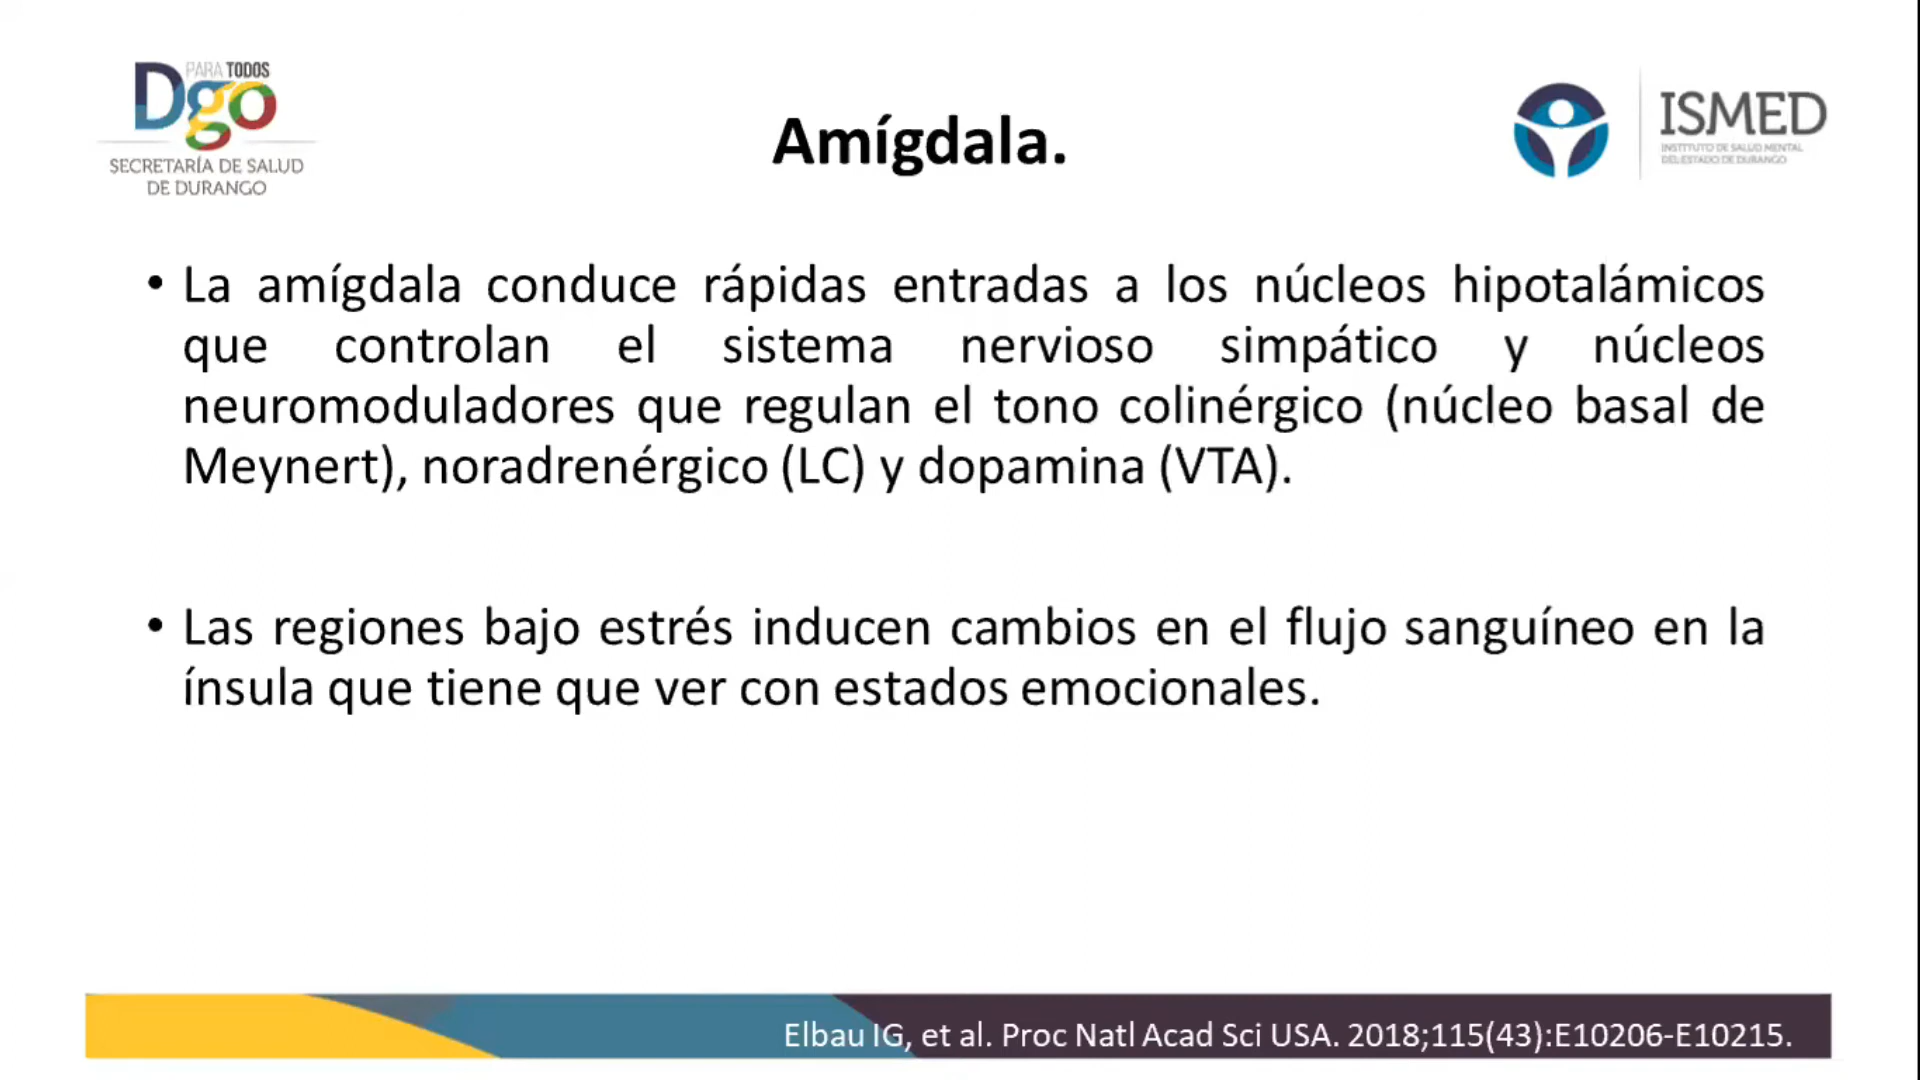 PARA TODOS
Dgo
SECRETARÍA DE SALUD
DE DURANGO
Amígdala.
ISMED
INSTITUTO DE SALUD MENTAL
DEL ESTADO DE DURANGO
• La amígdala conduce rápidas entradas a los núcleos hipotalámicos
que controlan el sistema nervioso simpático y núcleos
neuromoduladores que regulan el tono colinérgico (núcleo basal de
Meynert), noradrenérgico (LC) y dopamina (VTA).
• Las regiones bajo estrés inducen cambios en el flujo sanguíneo en la
ínsula que tiene que ver con estados emocionales.
Elbau IG, et al. Proc Natl Acad Sci USA. 2018;115(43):E10206-E10215.